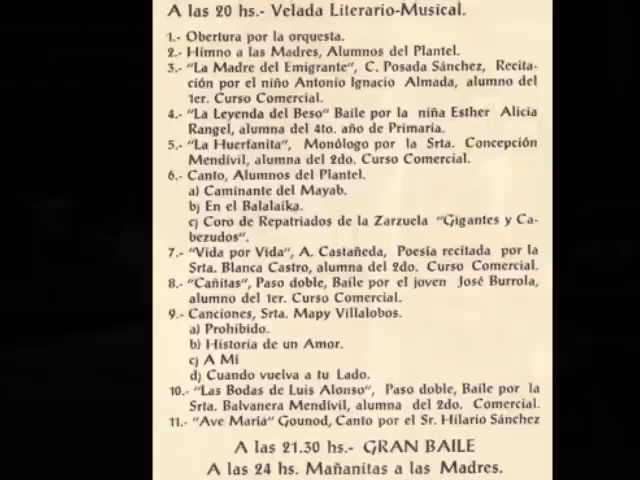 A las 20 hs.- Velada Literario-Musical.
1.- Obertura por la orquesta.
2.- Himno a las Madres, Alumnos del Plantel.
3.- "La Madre del Emigrante", C. Posada Sánchez, Recita-
ción por el niño Antonio Ignacio Almada, alumno del
1er. Curso Comercial.
4.- "La Leyenda del Beso" Baile por la niña Esther Alicia
Rangel, alumna del 4to. año de Primaria.
5.- "La Huerfanita", Monólogo por la Srta. Concepción
Mendívil, alumna del 2do. Curso Comercial.
6.- Canto, Alumnos del Plantel.
a) Caminante del Mayab.
b) En el Balalaika.
c) Coro de Repatriados de la Zarzuela "Gigantes y Ca-
bezudos".
7.- "Vida por Vida", A. Castañeda, Poesía recitada por la
Srta. Blanca Castro, alumna del 2do. Curso Comercial.
8.- "Cañitas", Paso doble, Baile por el joven José Burrola,
alumno del 1er. Curso Comercial.
9.- Canciones, Srta. Mapy Villalobos.
a) Prohibido.
b) Historia de un Amor.
c) A Mí
d) Cuando vuelva a tu Lado.
10.- "Las Bodas de Luis Alonso", Paso doble, Baile por la
Srta. Balvanera Mendívil, alumna del 2do. Comercial.
11.- "Ave María" Gounod, Canto por el Sr. Hilario Sánchez
A las 21.30 hs.- GRAN BAILE
A las 24 hs. Mañanitas a las Madres.